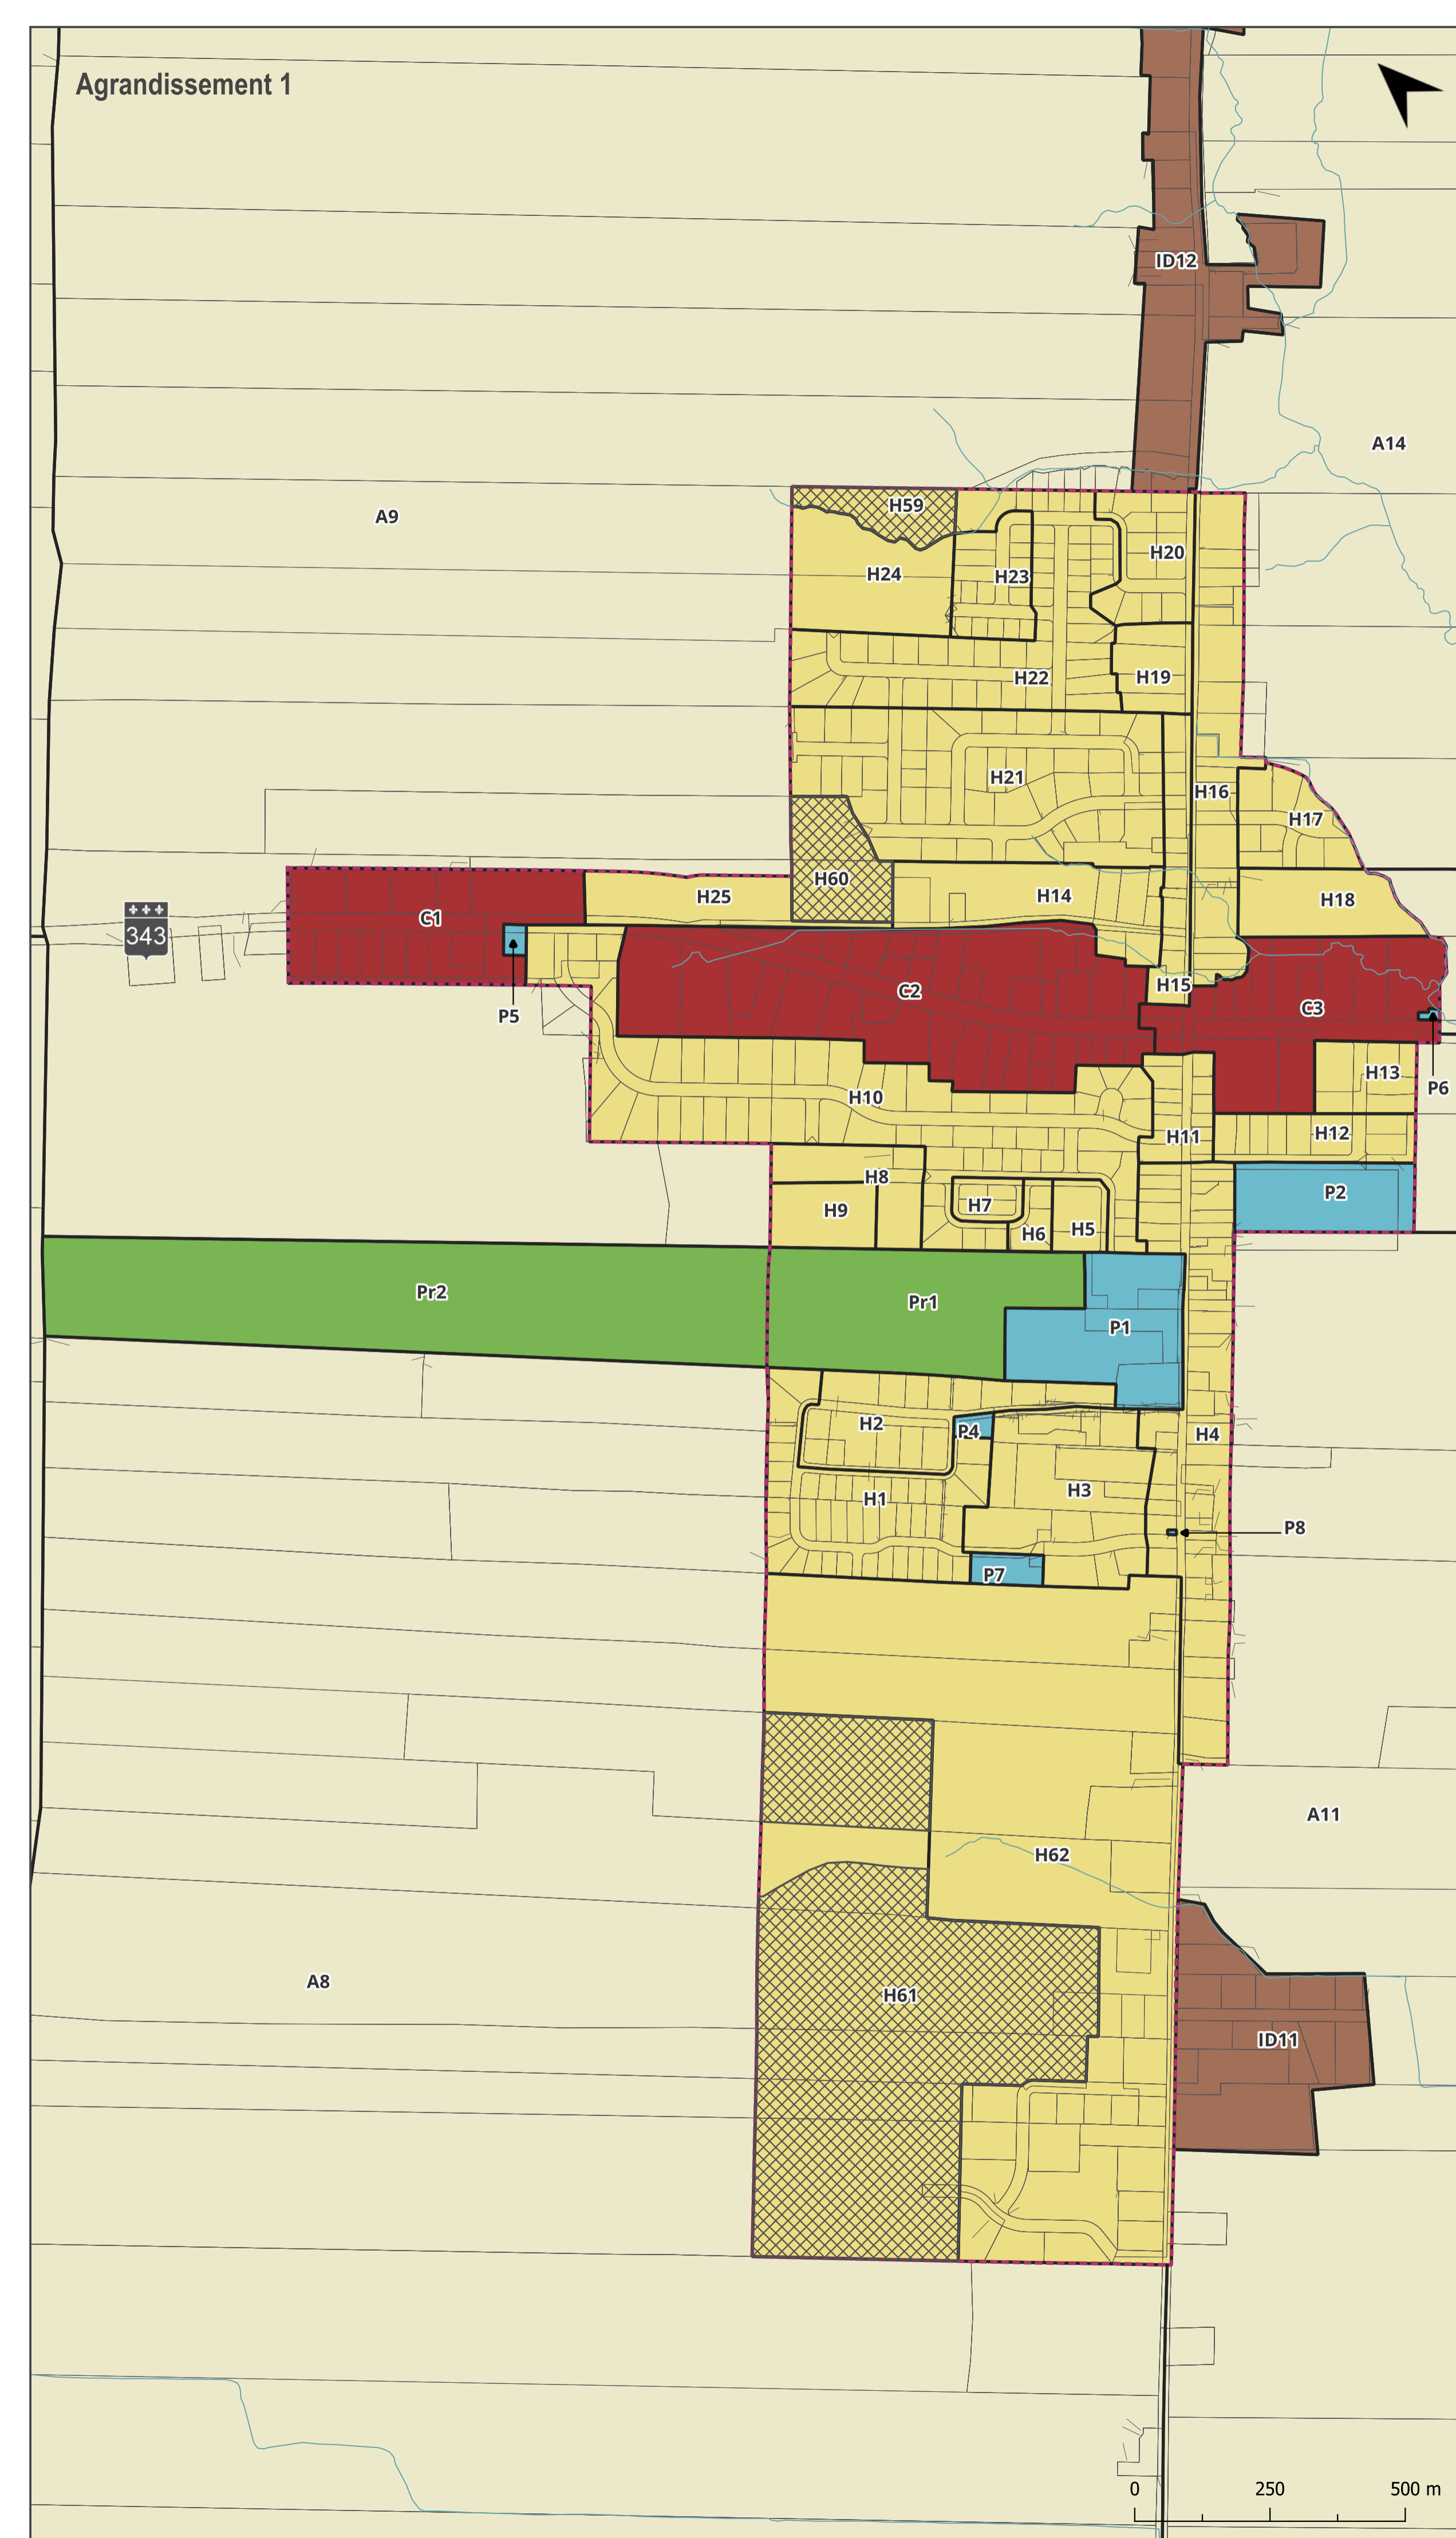 Agrandissement 1
ID12
A14
A9
H59
H20
H24
H23
H19
H22
H21
H16
H17
H60
H25
H14
H18
C1
343
C2
H15
C3
P5
H13
P6
H10
H11
H12
H8
P2
H9
H7
H6
H5
Pr2
Pr1
P1
H2
P4
H4
H3
H1
P8
P7
A11
H62
A8
H61
ID11
0 250 500 m